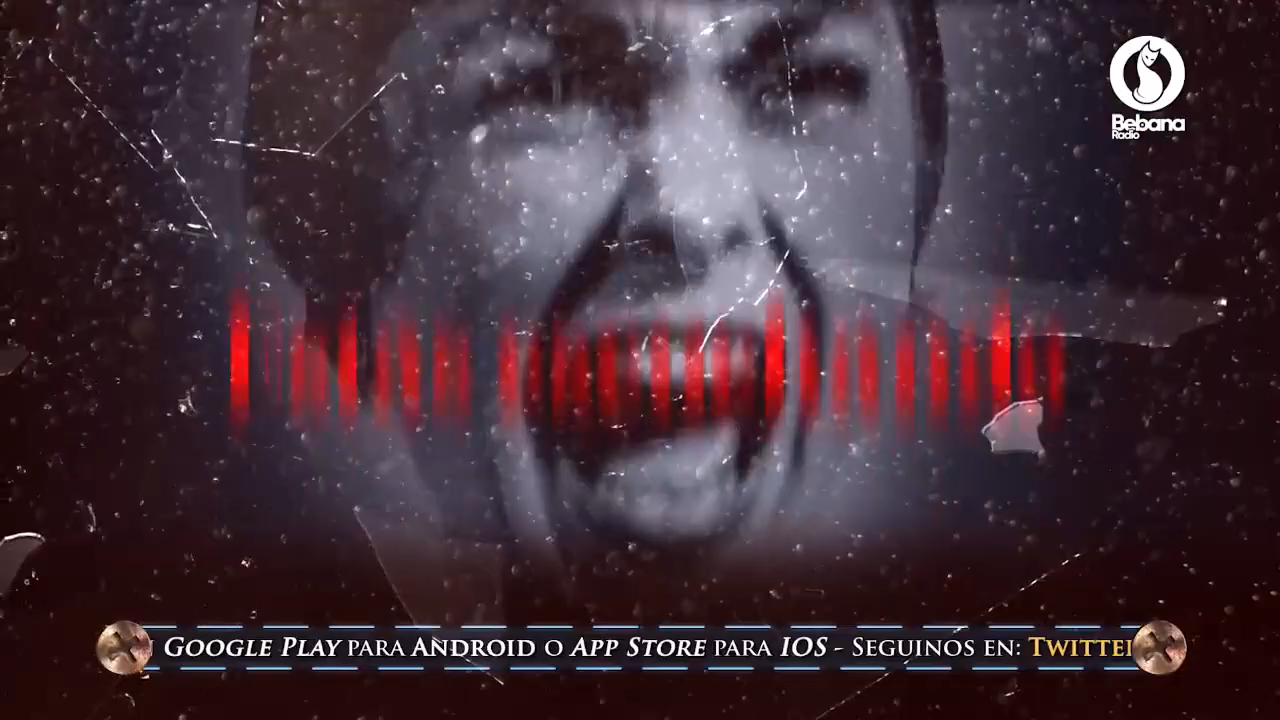 Bebana
Radio
GOOGLE PLAY PARA ANDROID O APP STORE PARA IOS - SEGUINOS EN: TWITTE